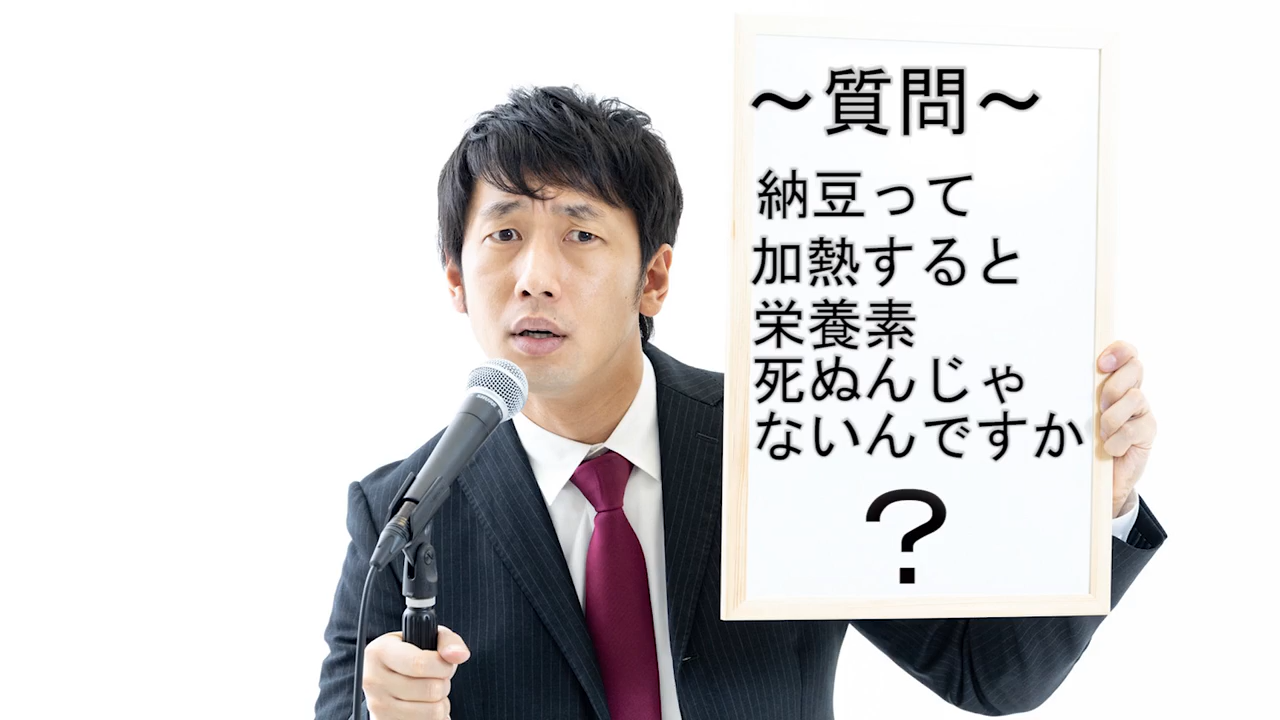 ～質問～
納豆って
加熱すると
栄養素
死ぬんじゃ
ないんですか
？